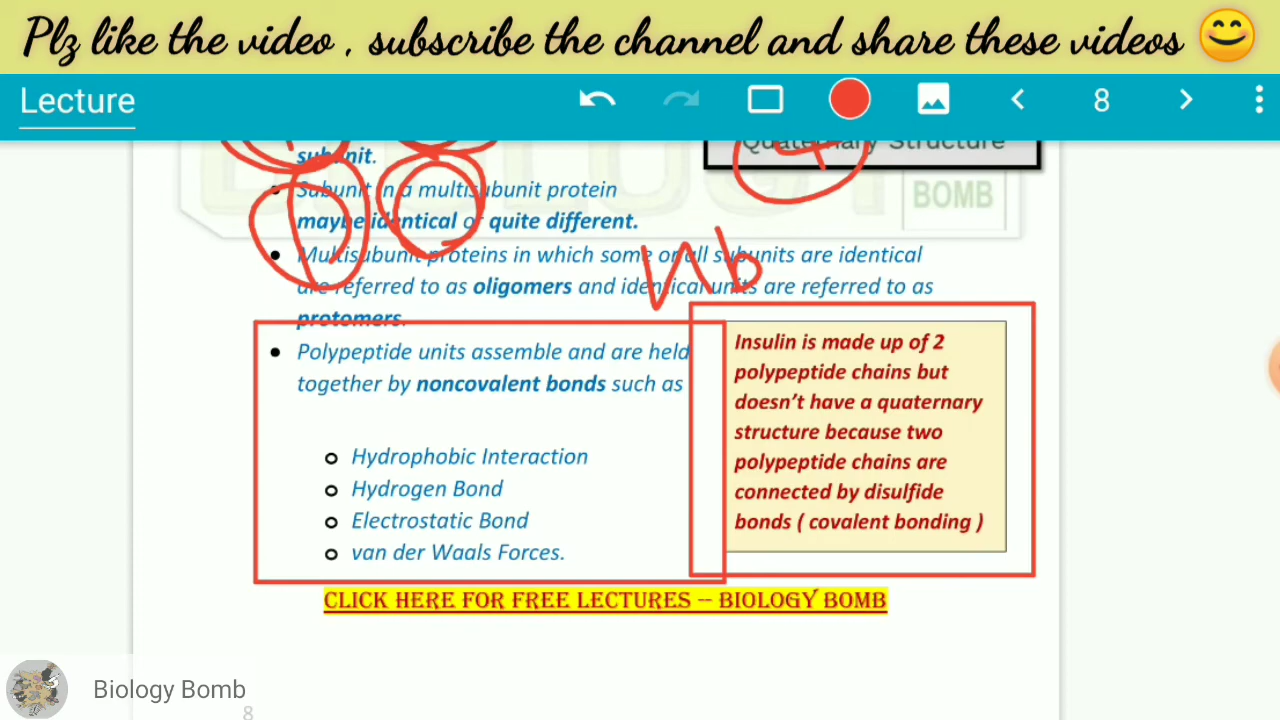 Plz like the video , subscribe the channel and share these videos 😊
Lecture
8
subunit.
Quaternary Structure
Subunit in a multisubunit protein
maybe identical or quite different.
BOMB
Multisubunit proteins in which some or all subunits are identical
are referred to as oligomers and identical units are referred to as
protomers.
Polypeptide units assemble and are held
together by noncovalent bonds such as
Hydrophobic Interaction
Hydrogen Bond
Electrostatic Bond
van der Waals Forces.
Insulin is made up of 2
polypeptide chains but
doesn't have a quaternary
structure because two
polypeptide chains are
connected by disulfide
bonds ( covalent bonding )
CLICK HERE FOR FREE LECTURES – BIOLOGY BOMB
Biology Bomb
8